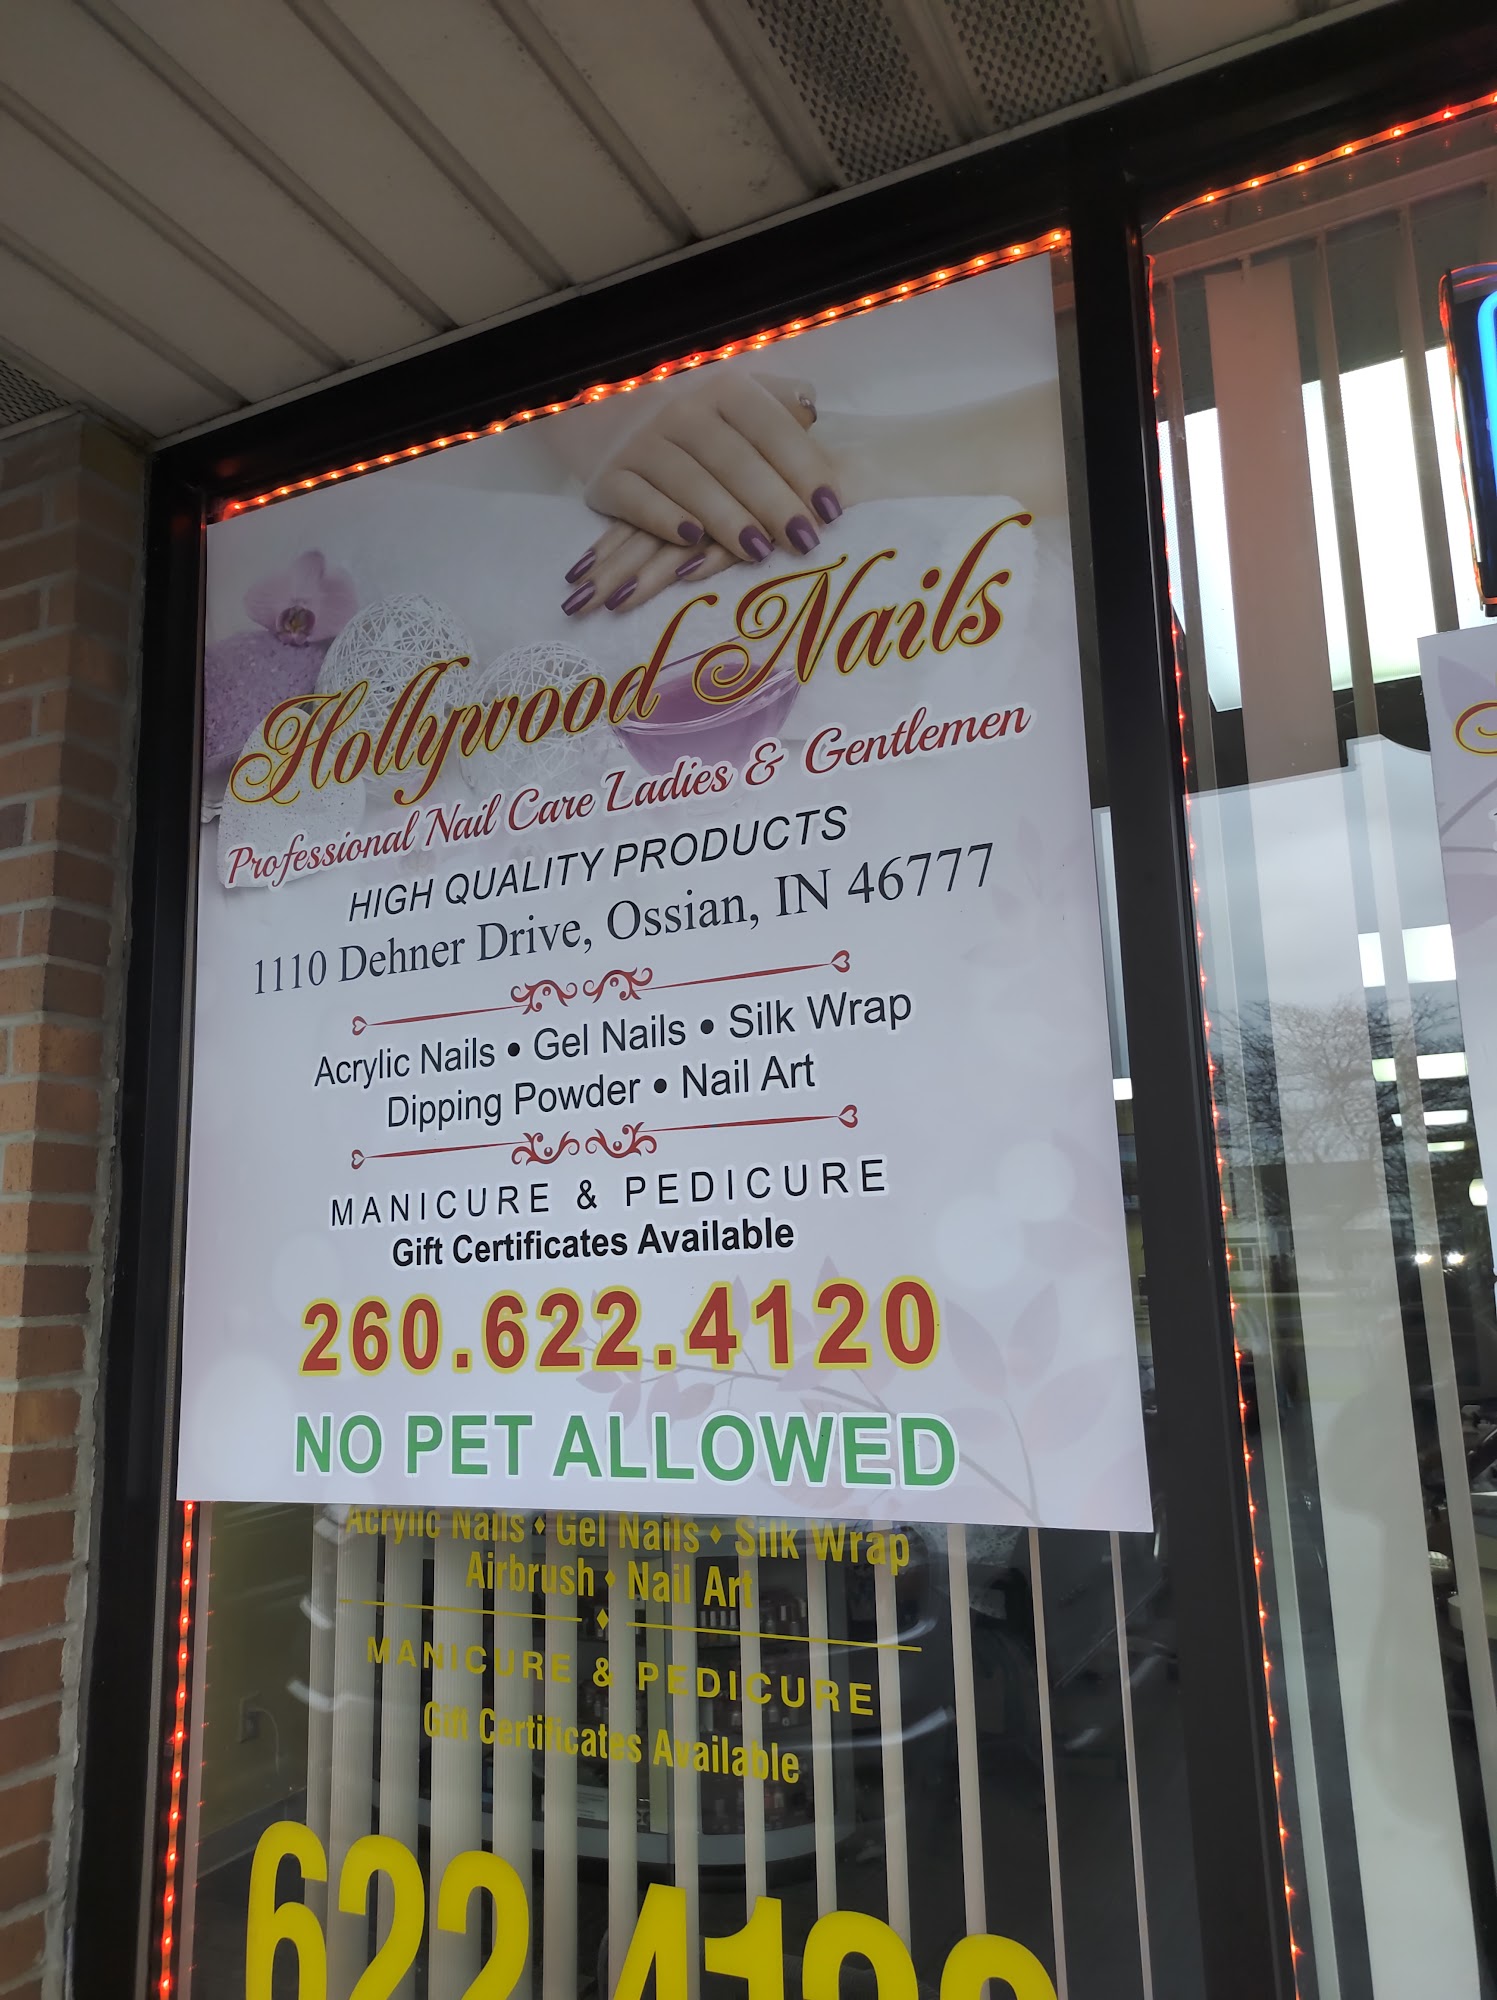 Hollywood Nails
Professional Nail Care Ladies & Gentlemen
HIGH QUALITY PRODUCTS
1110 Dehner Drive, Ossian, IN 46777
Acrylic Nails • Gel Nails • Silk Wrap
Dipping Powder • Nail Art
MANICURE & PEDICURE
Gift Certificates Available
260.622.4120
NO PET ALLOWED
Acrylic Nails ♦ Gel Nails ♦ Silk Wrap
Airbrush ♦ Nail Art
MANICURE & PEDICURE
Gift Certificates Available
622 4120